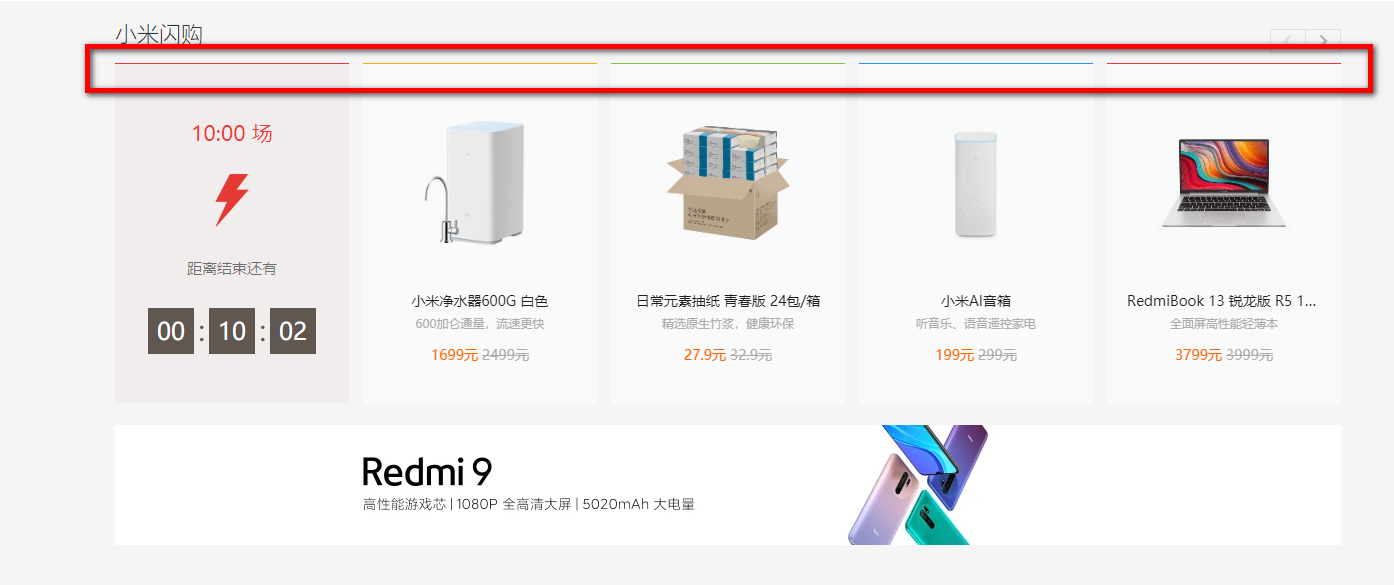 小米闪购
10:00 场
距离结束还有
00 : 10 : 02
小米净水器600G 白色
600加仑通量，流速更快
1699元 2499元
日常元素抽纸 青春版 24包/箱
精选原生竹浆，健康环保
27.9元 32.9元
小米AI音箱
听音乐、语音遥控家电
199元 299元
RedmiBook 13 锐龙版 R5 1...
全面屏高性能轻薄本
3799元 3999元
Redmi 9
高性能游戏芯 | 1080P 全高清大屏 | 5020mAh 大电量